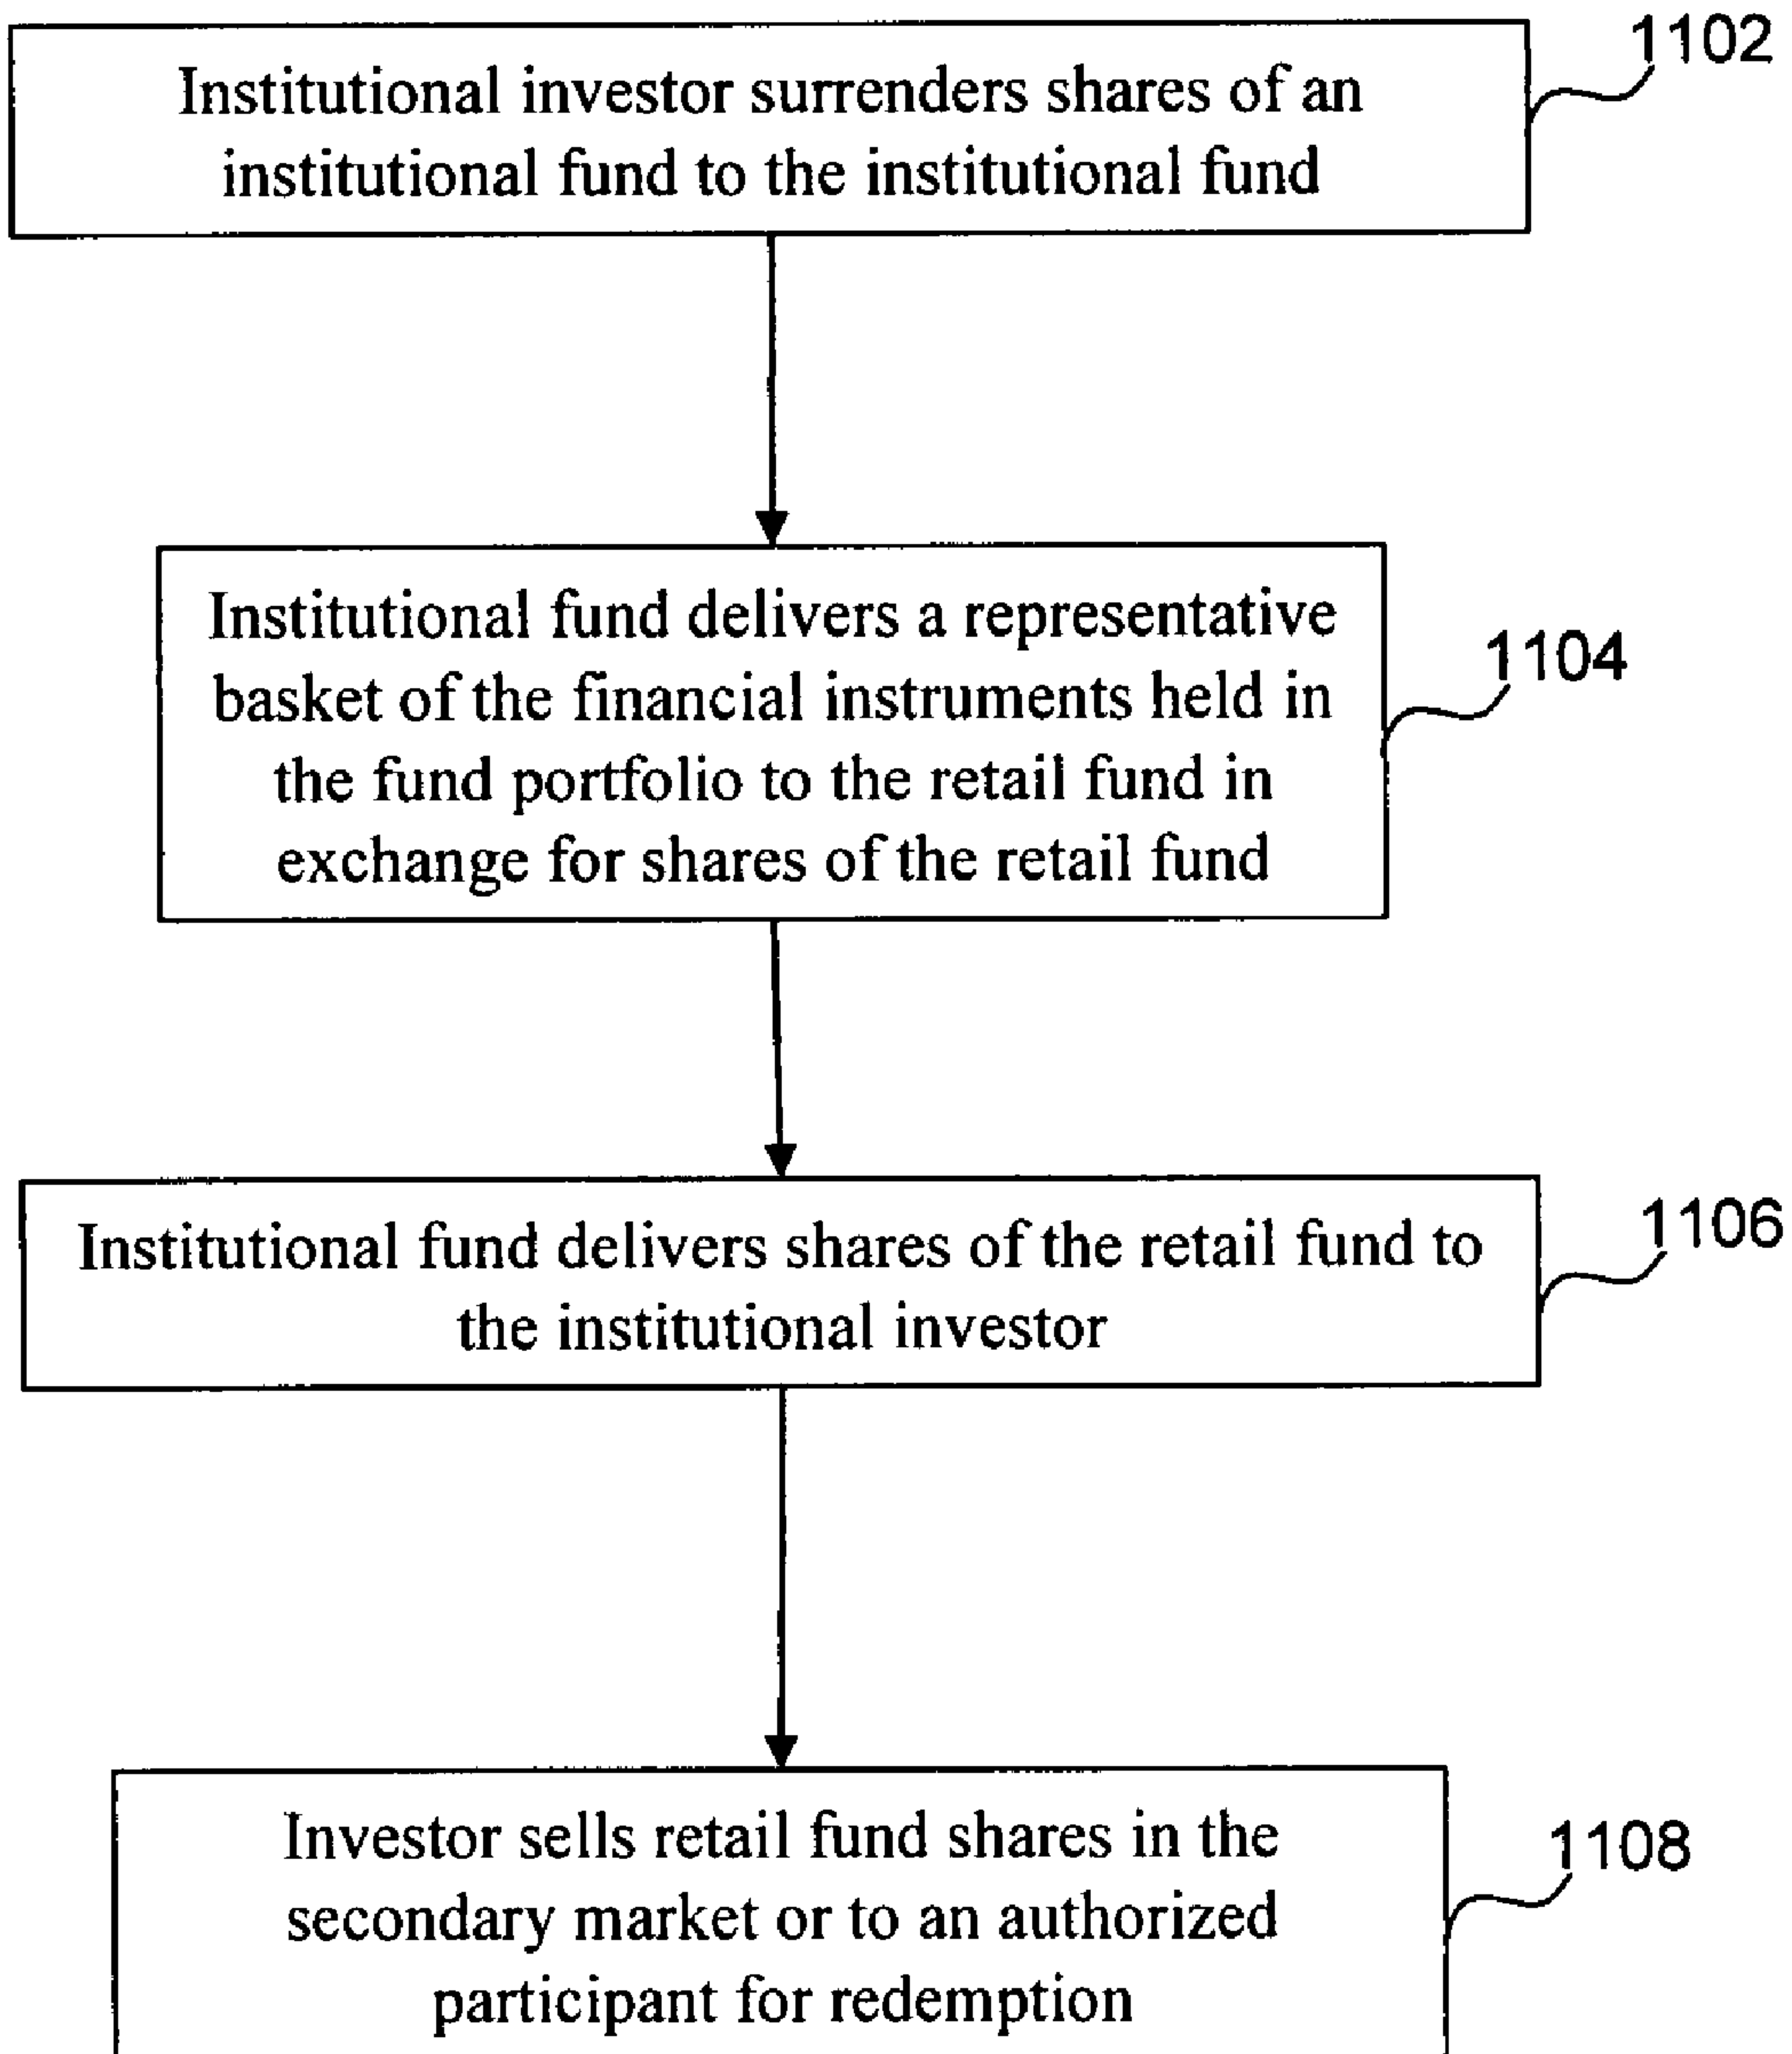 1102
Institutional investor surrenders shares of an
institutional fund to the institutional fund
Institutional fund delivers a representative
basket of the financial instruments held in
the fund portfolio to the retail fund in
exchange for shares of the retail fund
1104
Institutional fund delivers shares of the retail fund to
the institutional investor
1106
Investor sells retail fund shares in the
secondary market or to an authorized
participant for redemption
1108